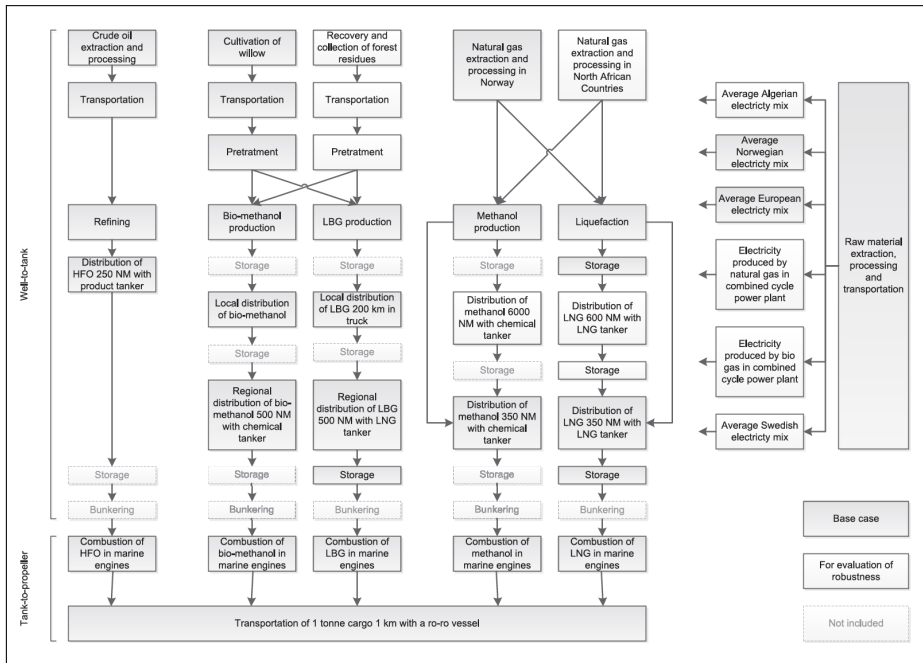 Well-to-tank
Tank-to-propeller
Crude oil
extraction and
processing
Transportation
Refining
Distribution of
HFO 250 NM with
product tanker
Storage
Bunkering
Combustion of
HFO in marine
engines
Cultivation of
willow
Transportation
Pretratment
Bio-methanol
production
Storage
Local distribution
of bio-methanol
Storage
Regional
distribution of bio-
methanol 500 NM
with chemical
tanker
Storage
Bunkering
Combustion of
bio-methanol in
marine engines
Recovery and
collection of forest
residues
Transportation
Pretratment
LBG production
Storage
Local distribution of
LBG 200 km in
truck
Storage
Regional
distribution of LBG
500 NM with LNG
tanker
Storage
Bunkering
Combustion of
LBG in marine
engines
Natural gas
extraction and
processing in
Norway
Methanol
production
Storage
Distribution of
methanol 6000
NM with chemical
tanker
Storage
Distribution of
methanol 350 NM
with chemical
tanker
Storage
Bunkering
Combustion of
methanol in
marine engines
Natural gas
extraction and
processing in
North African
Countries
Liquefaction
Storage
Distribution of
LNG 600 NM with
LNG tanker
Storage
Distribution of
LNG 350 NM with
LNG tanker
Storage
Bunkering
Combustion of
LNG in marine
engines
Transportation of 1 tonne cargo 1 km with a ro-ro vessel
Average Algerian
electricty mix
Average
Norwegian
electricty mix
Average European
electricty mix
Electricity
produced by
natural gas in
combined cycle
power plant
Electricity
produced by bio
gas in combined
cycle power plant
Average Swedish
electricty mix
Raw material
extraction,
processing
and
transportation
Base case
For evaluation of
robustness
Not included